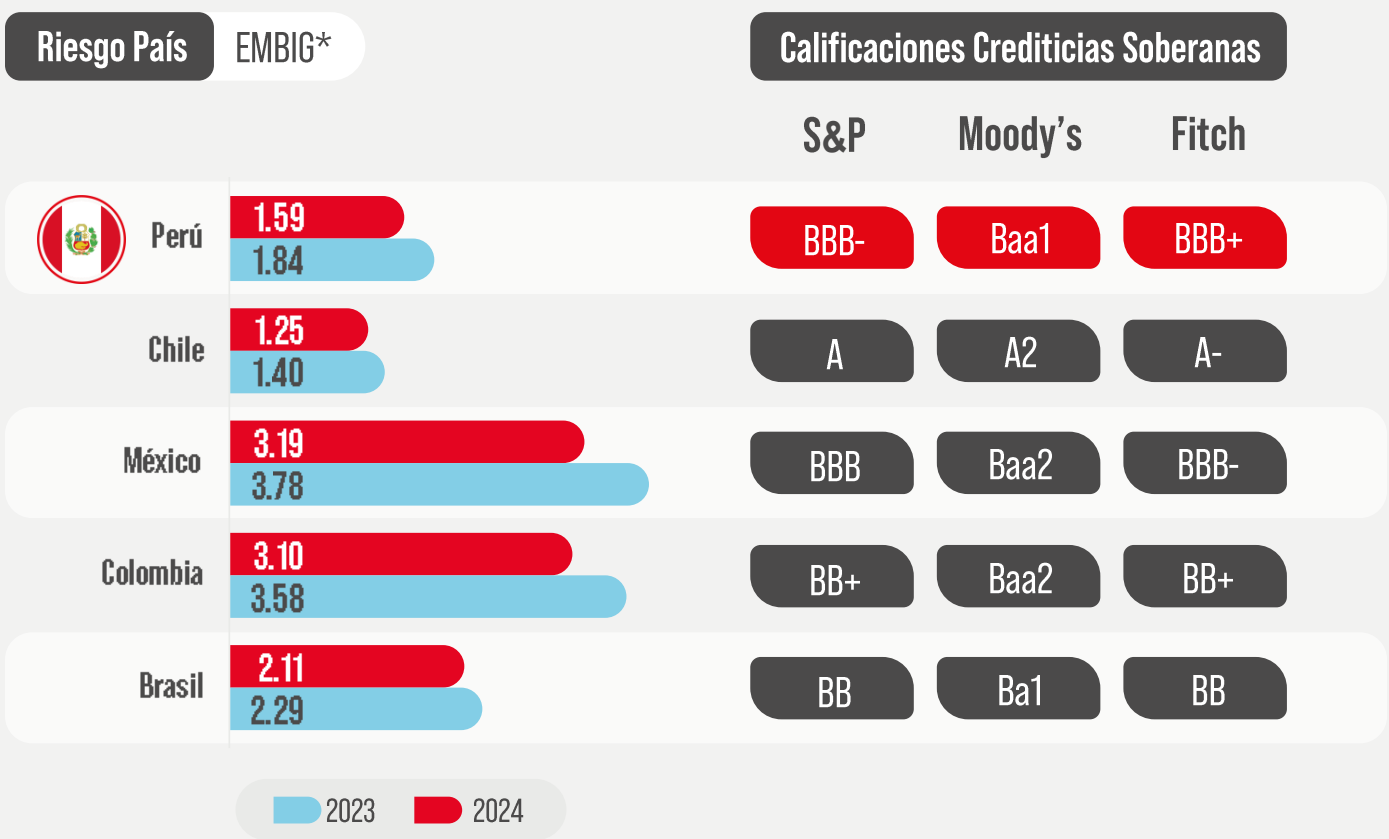 Riesgo País EMBIG*
Calificaciones Crediticias Soberanas
S&P Moody’s Fitch
Perú 1.59 1.84 BBB- Baa1 BBB+
Chile 1.25 1.40 A A2 A-
México 3.19 3.78 BBB Baa2 BBB-
Colombia 3.10 3.58 BB+ Baa2 BB+
Brasil 2.11 2.29 BB Ba1 BB
2023 2024